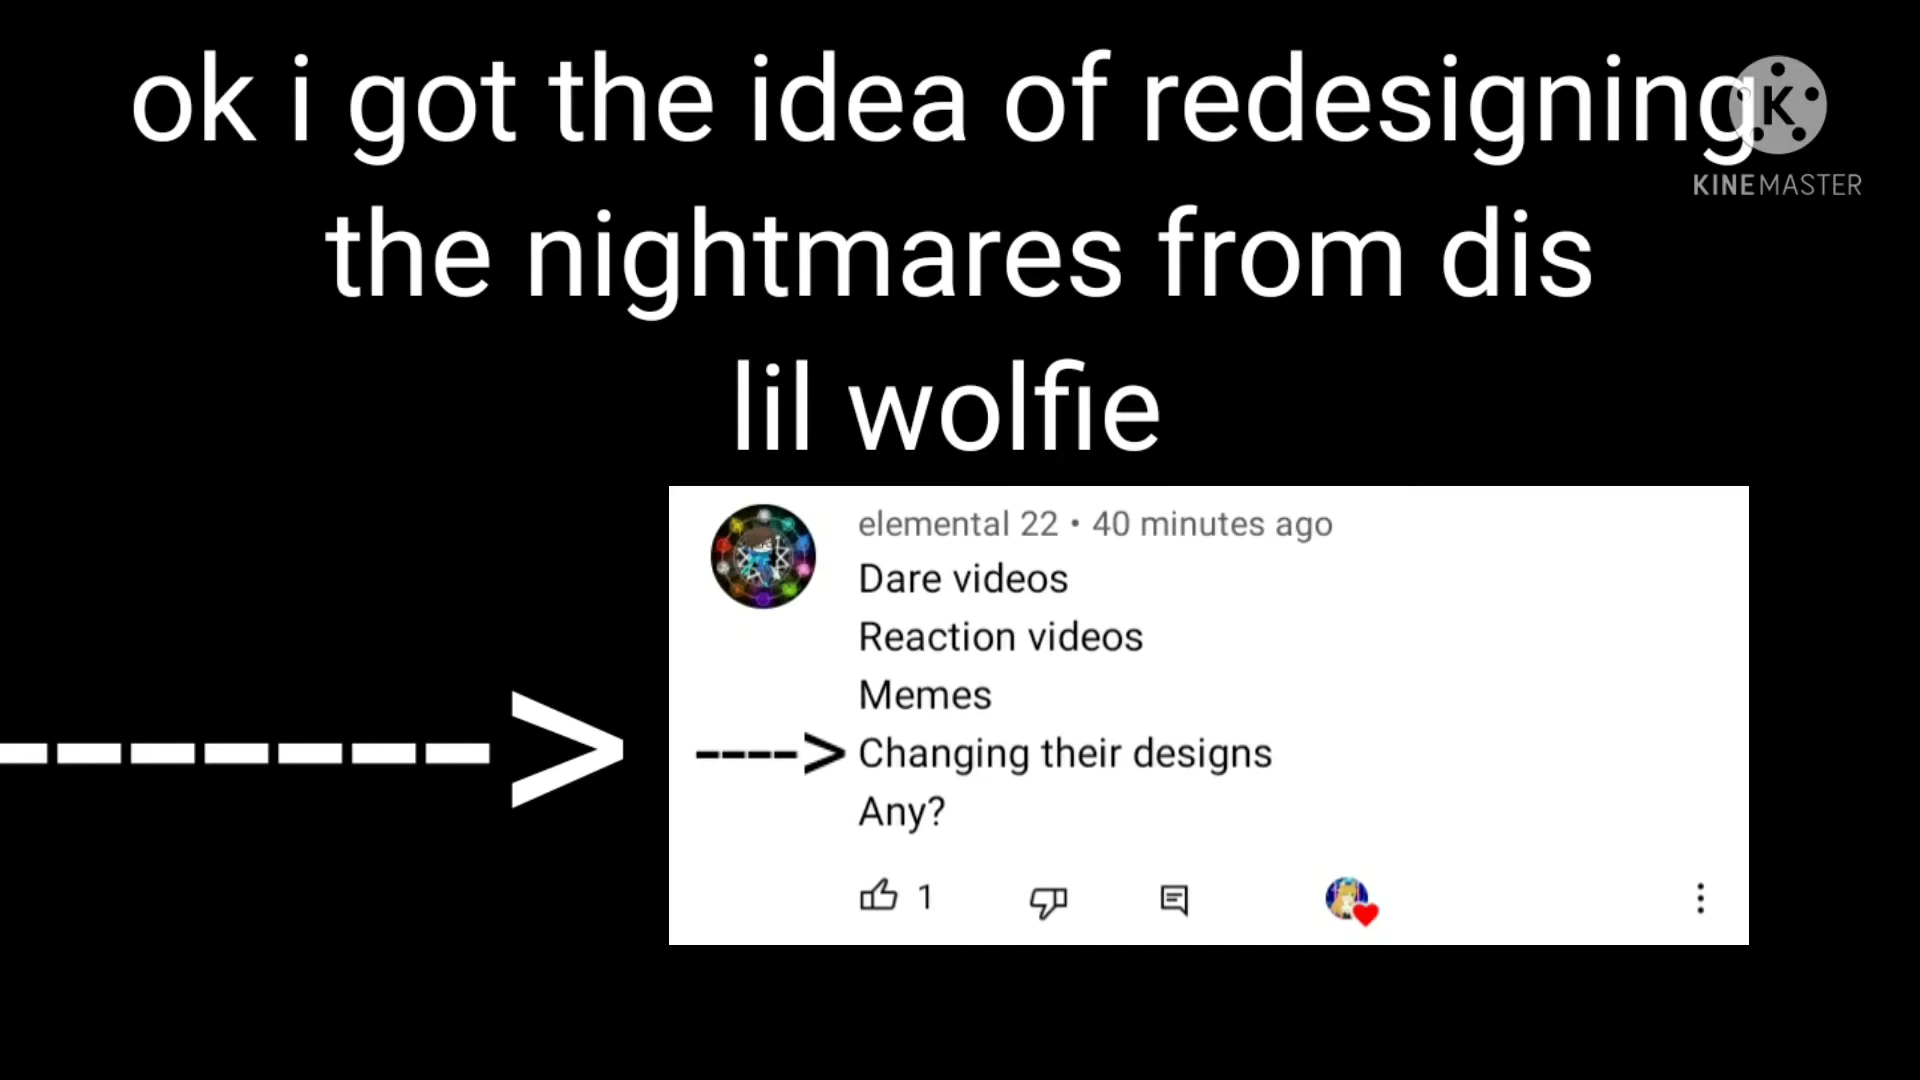 ok i got the idea of redesigning
K
KINEMASTER
the nightmares from dis
lil wolfie
elemental 22 • 40 minutes ago
Dare videos
Reaction videos
Memes
-------> ----> Changing their designs
Any?
1